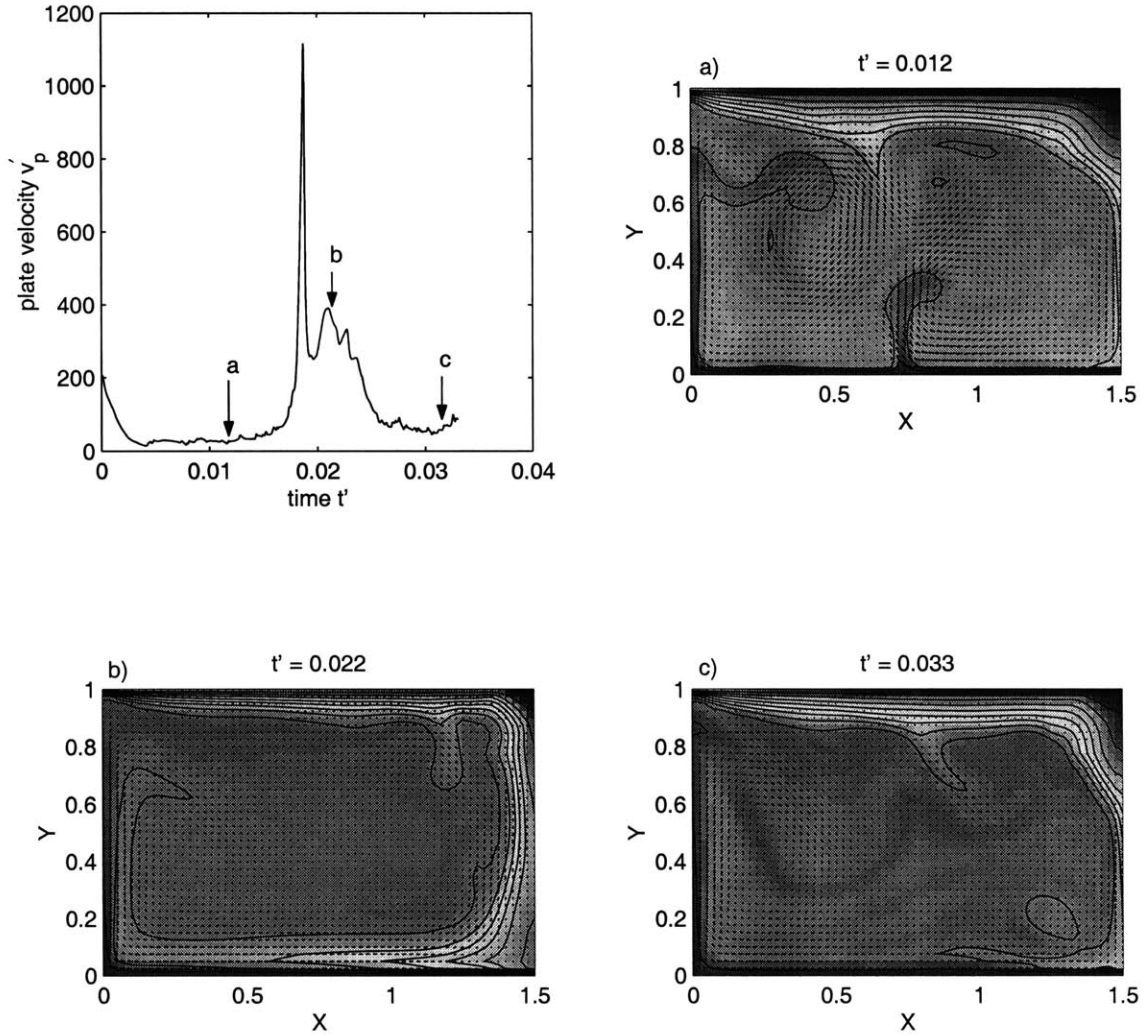 1200
1000
800
600
400
200
0
plate velocity v′p
a
b
c
0 0.01 0.02 0.03 0.04
time t'
a) t' = 0.012
1
0.8
0.6
0.4
0.2
0
Y
0 0.5 1 1.5
X
b) t' = 0.022
1
0.8
0.6
0.4
0.2
0
Y
0 0.5 1 1.5
X
c) t' = 0.033
1
0.8
0.6
0.4
0.2
0
Y
0 0.5 1 1.5
X